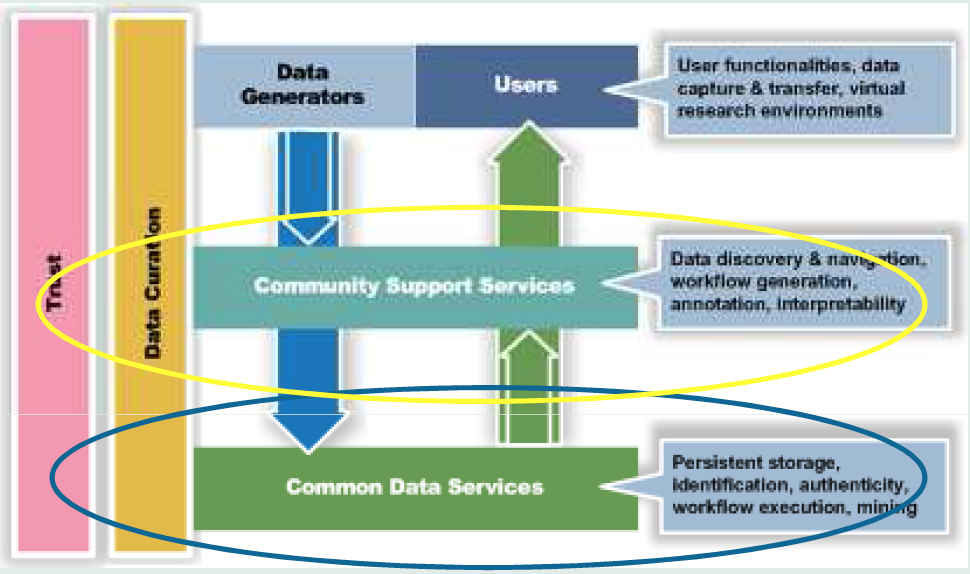 Trust
Data Curation
Data
Generators
Users
User functionalities, data
capture & transfer, virtual
research environments
Community Support Services
Data discovery & navigation,
workflow generation,
annotation, interpretability
Common Data Services
Persistent storage,
identification, authenticity,
workflow execution, mining